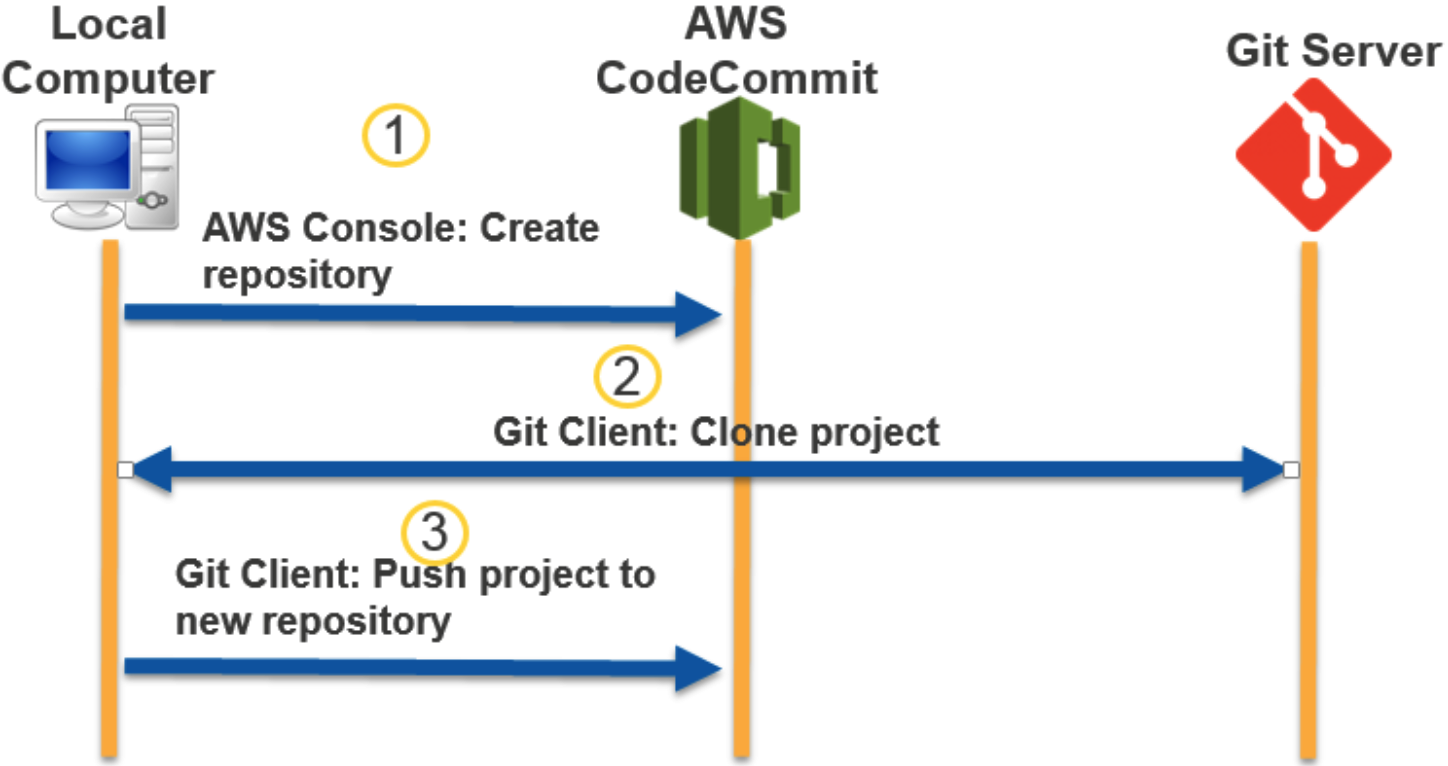 Local
Computer
AWS
CodeCommit
Git Server
1
AWS Console: Create
repository
2
Git Client: Clone project
3
Git Client: Push project to
new repository